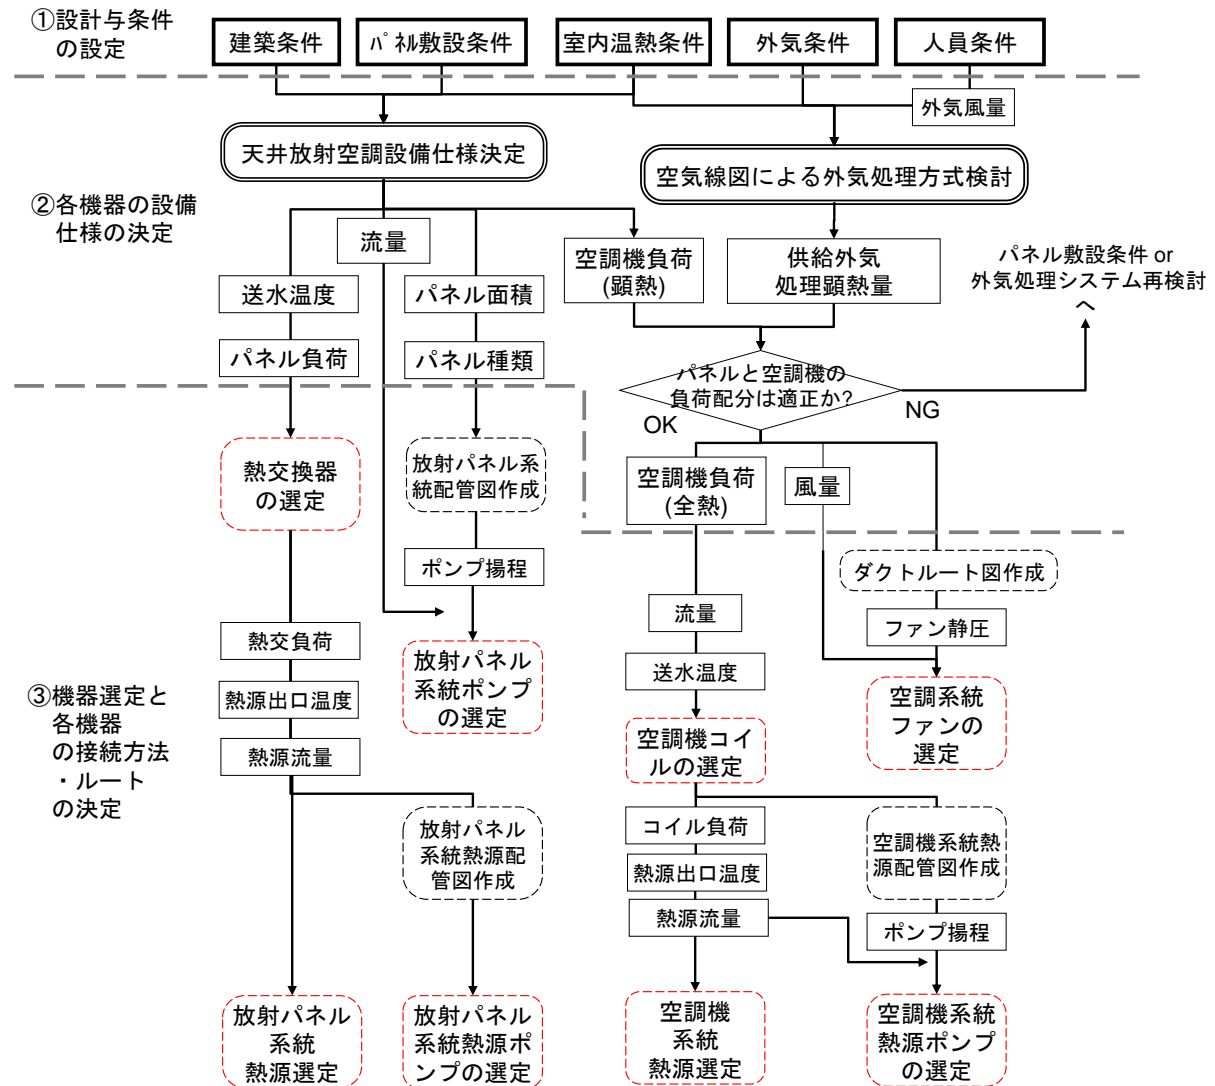 ①設計与条件
の設定
建築条件
パネル敷設条件
室内温熱条件
外気条件
人員条件
外気風量
天井放射空調設備仕様決定
空気線図による外気処理方式検討
②各機器の設備
仕様の決定
流量
空調機負荷
(顕熱)
供給外気
処理顕熱量
パネル敷設条件 or
外気処理システム再検討
へ
送水温度
パネル面積
パネル負荷
パネル種類
パネルと空調機の
負荷配分は適正か?
OK
NG
熱交換器
の選定
放射パネル系
統配管図作成
空調機負荷
(全熱)
風量
ポンプ揚程
ダクトルート図作成
流量
ファン静圧
熱交負荷
放射パネル
系統ポンプ
の選定
送水温度
空調系統
ファンの
選定
③機器選定と
各機器
の接続方法
・ルート
の決定
熱源出口温度
熱源流量
空調機コイ
ルの選定
放射パネル
系統熱源配
管図作成
コイル負荷
熱源出口温度
熱源流量
空調機系統熱
源配管図作成
ポンプ揚程
放射パネル
系統
熱源選定
放射パネル
系統熱源ポ
ンプの選定
空調機
系統
熱源選定
空調機系統
熱源ポンプ
の選定